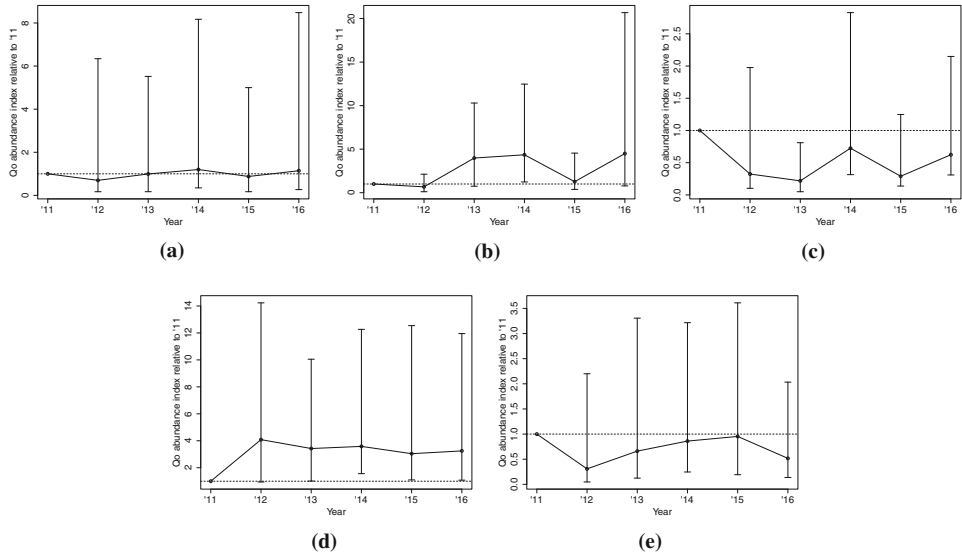 Qo abundance index relative to '11
8
6
4
2
0
'11 '12 '13 '14 '15 '16
Year
(a)
Qo abundance index relative to '11
20
15
10
5
0
'11 '12 '13 '14 '15 '16
Year
(b)
Qo abundance index relative to '11
2.5
2.0
1.5
1.0
0.5
0.0
'11 '12 '13 '14 '15 '16
Year
(c)
Qo abundance index relative to '11
14
12
10
8
6
4
2
'11 '12 '13 '14 '15 '16
Year
(d)
Qo abundance index relative to '11
3.5
3.0
2.5
2.0
1.5
1.0
0.5
0.0
'11 '12 '13 '14 '15 '16
Year
(e)